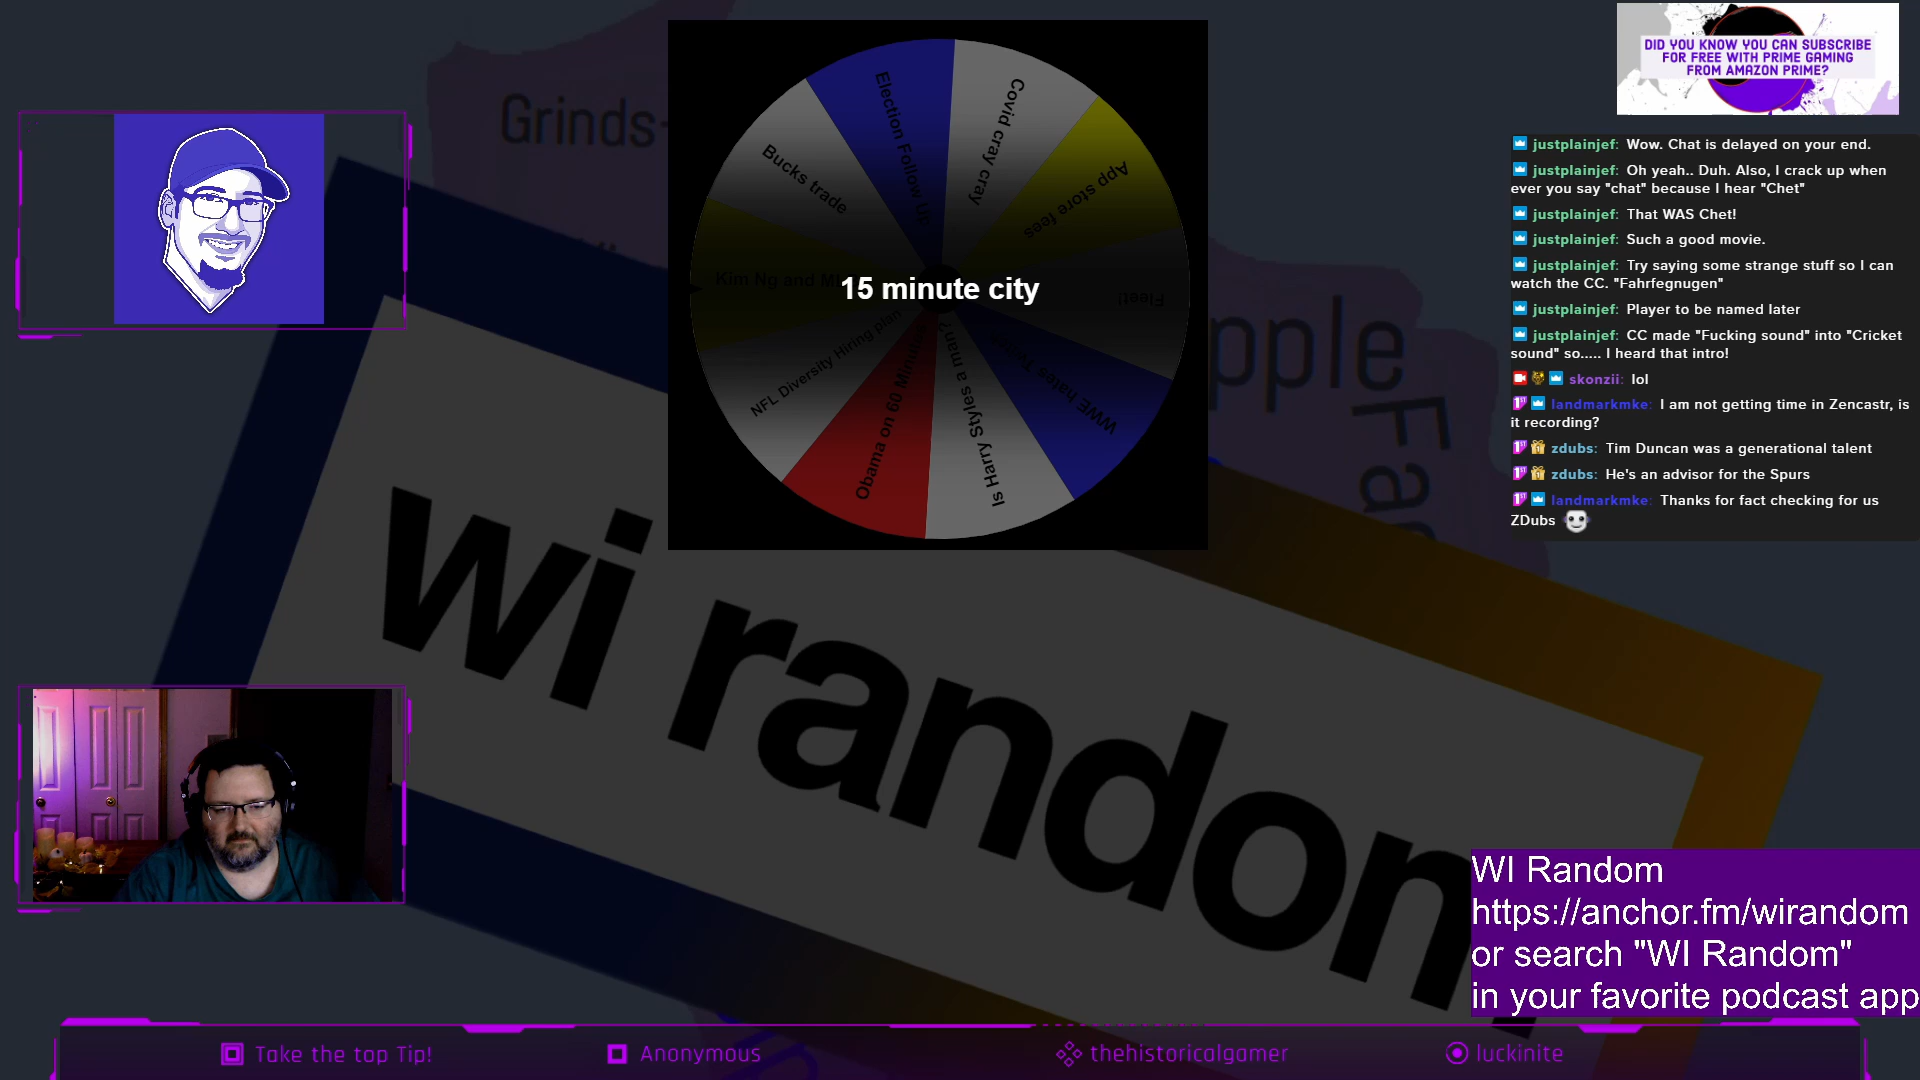 DID YOU KNOW YOU CAN SUBSCRIBE
FOR FREE WITH PRIME GAMING
FROM AMAZON PRIME?
Grinds-
Election Follow Up
Covid cray cray
App store fees
Fleet!
WWE hates
Is Harry Styles a man?
Obama on 60 Minutes
NFL Diversity Hiring plan
Kim Ng and
Bucks trade
15 minute city
justplainjef: Wow. Chat is delayed on your end.
justplainjef: Oh yeah.. Duh. Also, I crack up when
ever you say "chat" because I hear "Chet"
justplainjef: That WAS Chet!
justplainjef: Such a good movie.
justplainjef: Try saying some strange stuff so I can
watch the CC. "Fahrfegnugen"
justplainjef: Player to be named later
justplainjef: CC made "Fucking sound" into "Cricket
sound" so..... I heard that intro!
skonzii: lol
landmarkmke: I am not getting time in Zencastr, is
it recording?
zdubs: Tim Duncan was a generational talent
zdubs: He's an advisor for the Spurs
landmarkmke: Thanks for fact checking for us
ZDubs
pple
Fac
wi random
WI Random
https://anchor.fm/wirandom
or search "WI Random"
in your favorite podcast app
Take the top Tip!
Anonymous
thehistoricalgamer
luckinite